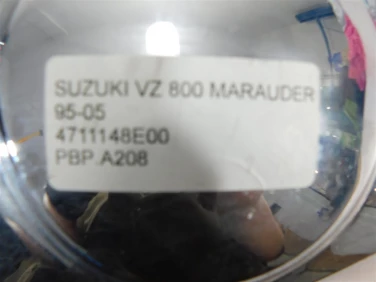 SUZUKI VZ 800 MARAUDER
95-05
4711148E00
PBP.A208